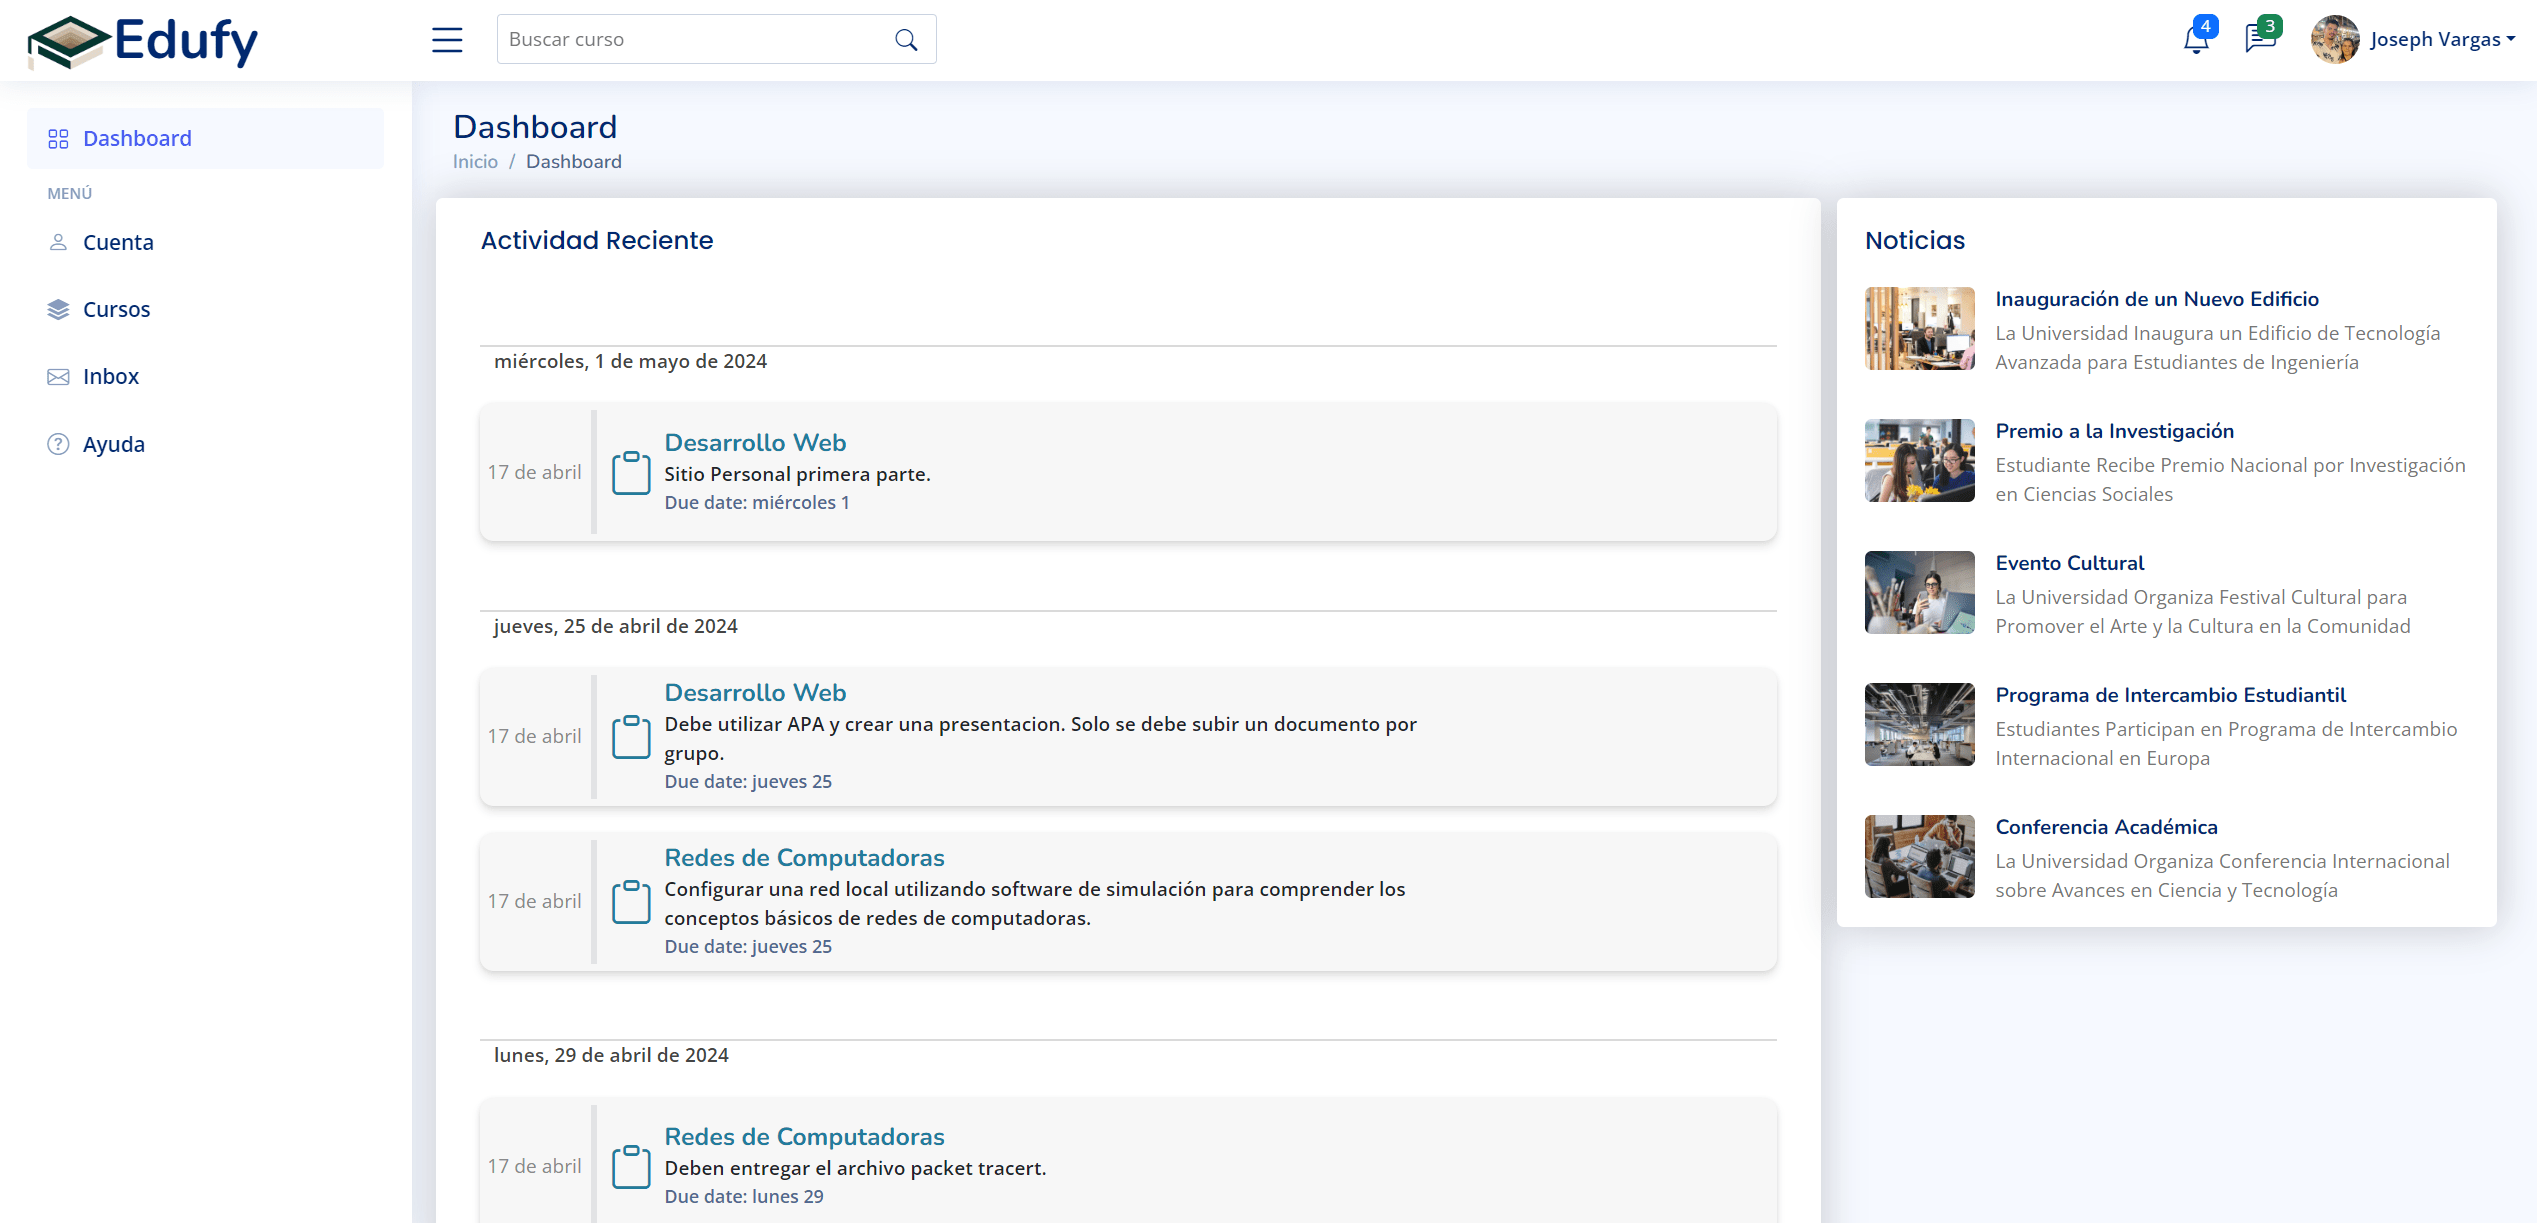 Edufy
Buscar curso
4
3
Joseph Vargas
Dashboard
MENÚ
Cuenta
Cursos
Inbox
Ayuda
Dashboard
Inicio / Dashboard
Actividad Reciente
miércoles, 1 de mayo de 2024
17 de abril
Desarrollo Web
Sitio Personal primera parte.
Due date: miércoles 1
jueves, 25 de abril de 2024
17 de abril
Desarrollo Web
Debe utilizar APA y crear una presentacion. Solo se debe subir un documento por
grupo.
Due date: jueves 25
17 de abril
Redes de Computadoras
Configurar una red local utilizando software de simulación para comprender los
conceptos básicos de redes de computadoras.
Due date: jueves 25
lunes, 29 de abril de 2024
17 de abril
Redes de Computadoras
Deben entregar el archivo packet tracert.
Due date: lunes 29
Noticias
Inauguración de un Nuevo Edificio
La Universidad Inaugura un Edificio de Tecnología
Avanzada para Estudiantes de Ingeniería
Premio a la Investigación
Estudiante Recibe Premio Nacional por Investigación
en Ciencias Sociales
Evento Cultural
La Universidad Organiza Festival Cultural para
Promover el Arte y la Cultura en la Comunidad
Programa de Intercambio Estudiantil
Estudiantes Participan en Programa de Intercambio
Internacional en Europa
Conferencia Académica
La Universidad Organiza Conferencia Internacional
sobre Avances en Ciencia y Tecnología